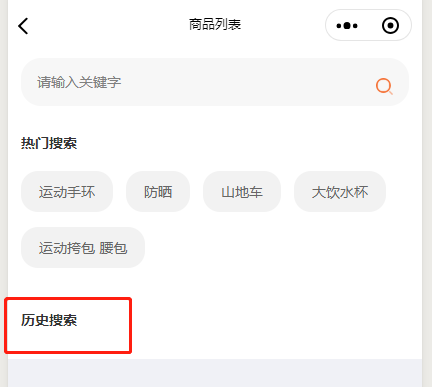 商品列表
请输入关键字
热门搜索
运动手环 防晒 山地车 大饮水杯
运动挎包 腰包
历史搜索